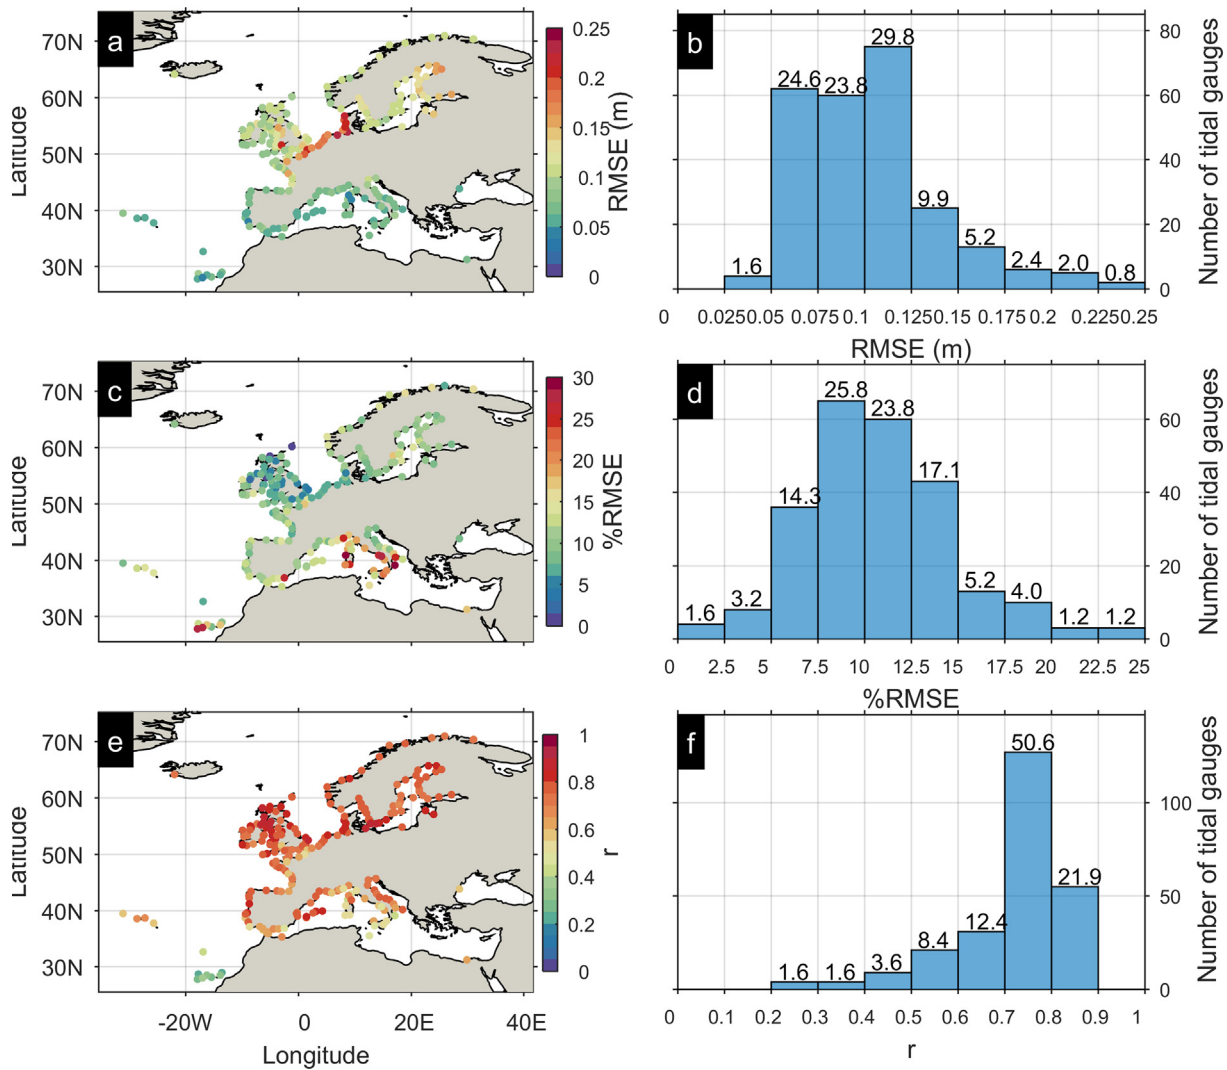 a
70N
60N
50N
40N
30N
Latitude
0.25
0.2
0.15
0.1
0.05
0
RMSE (m)
b
1.6
24.6
23.8
29.8
9.9
5.2
2.4
2.0
0.8
80
60
40
20
0
Number of tidal gauges
0 0.025 0.05 0.075 0.1 0.125 0.15 0.175 0.2 0.225 0.25
RMSE (m)
c
70N
60N
50N
40N
30N
Latitude
30
25
20
15
10
5
0
%RMSE
d
1.6
3.2
14.3
25.8
23.8
17.1
5.2
4.0
1.2
1.2
60
40
20
0
Number of tidal gauges
0 2.5 5 7.5 10 12.5 15 17.5 20 22.5 25
%RMSE
e
70N
60N
50N
40N
30N
Latitude
-20W 0 20E 40E
Longitude
1
0.8
0.6
0.4
0.2
0
r
f
1.6
1.6
3.6
8.4
12.4
50.6
21.9
100
50
0
Number of tidal gauges
0 0.1 0.2 0.3 0.4 0.5 0.6 0.7 0.8 0.9 1
r